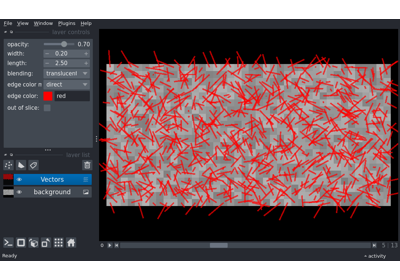 File View Window Plugins Help
layer controls
opacity: 0.70
width: 0.20
length: 2.50
blending: translucent
edge color m direct
edge color: red
out of slice:
layer list
Vectors
background
0
5 13
Ready
activity